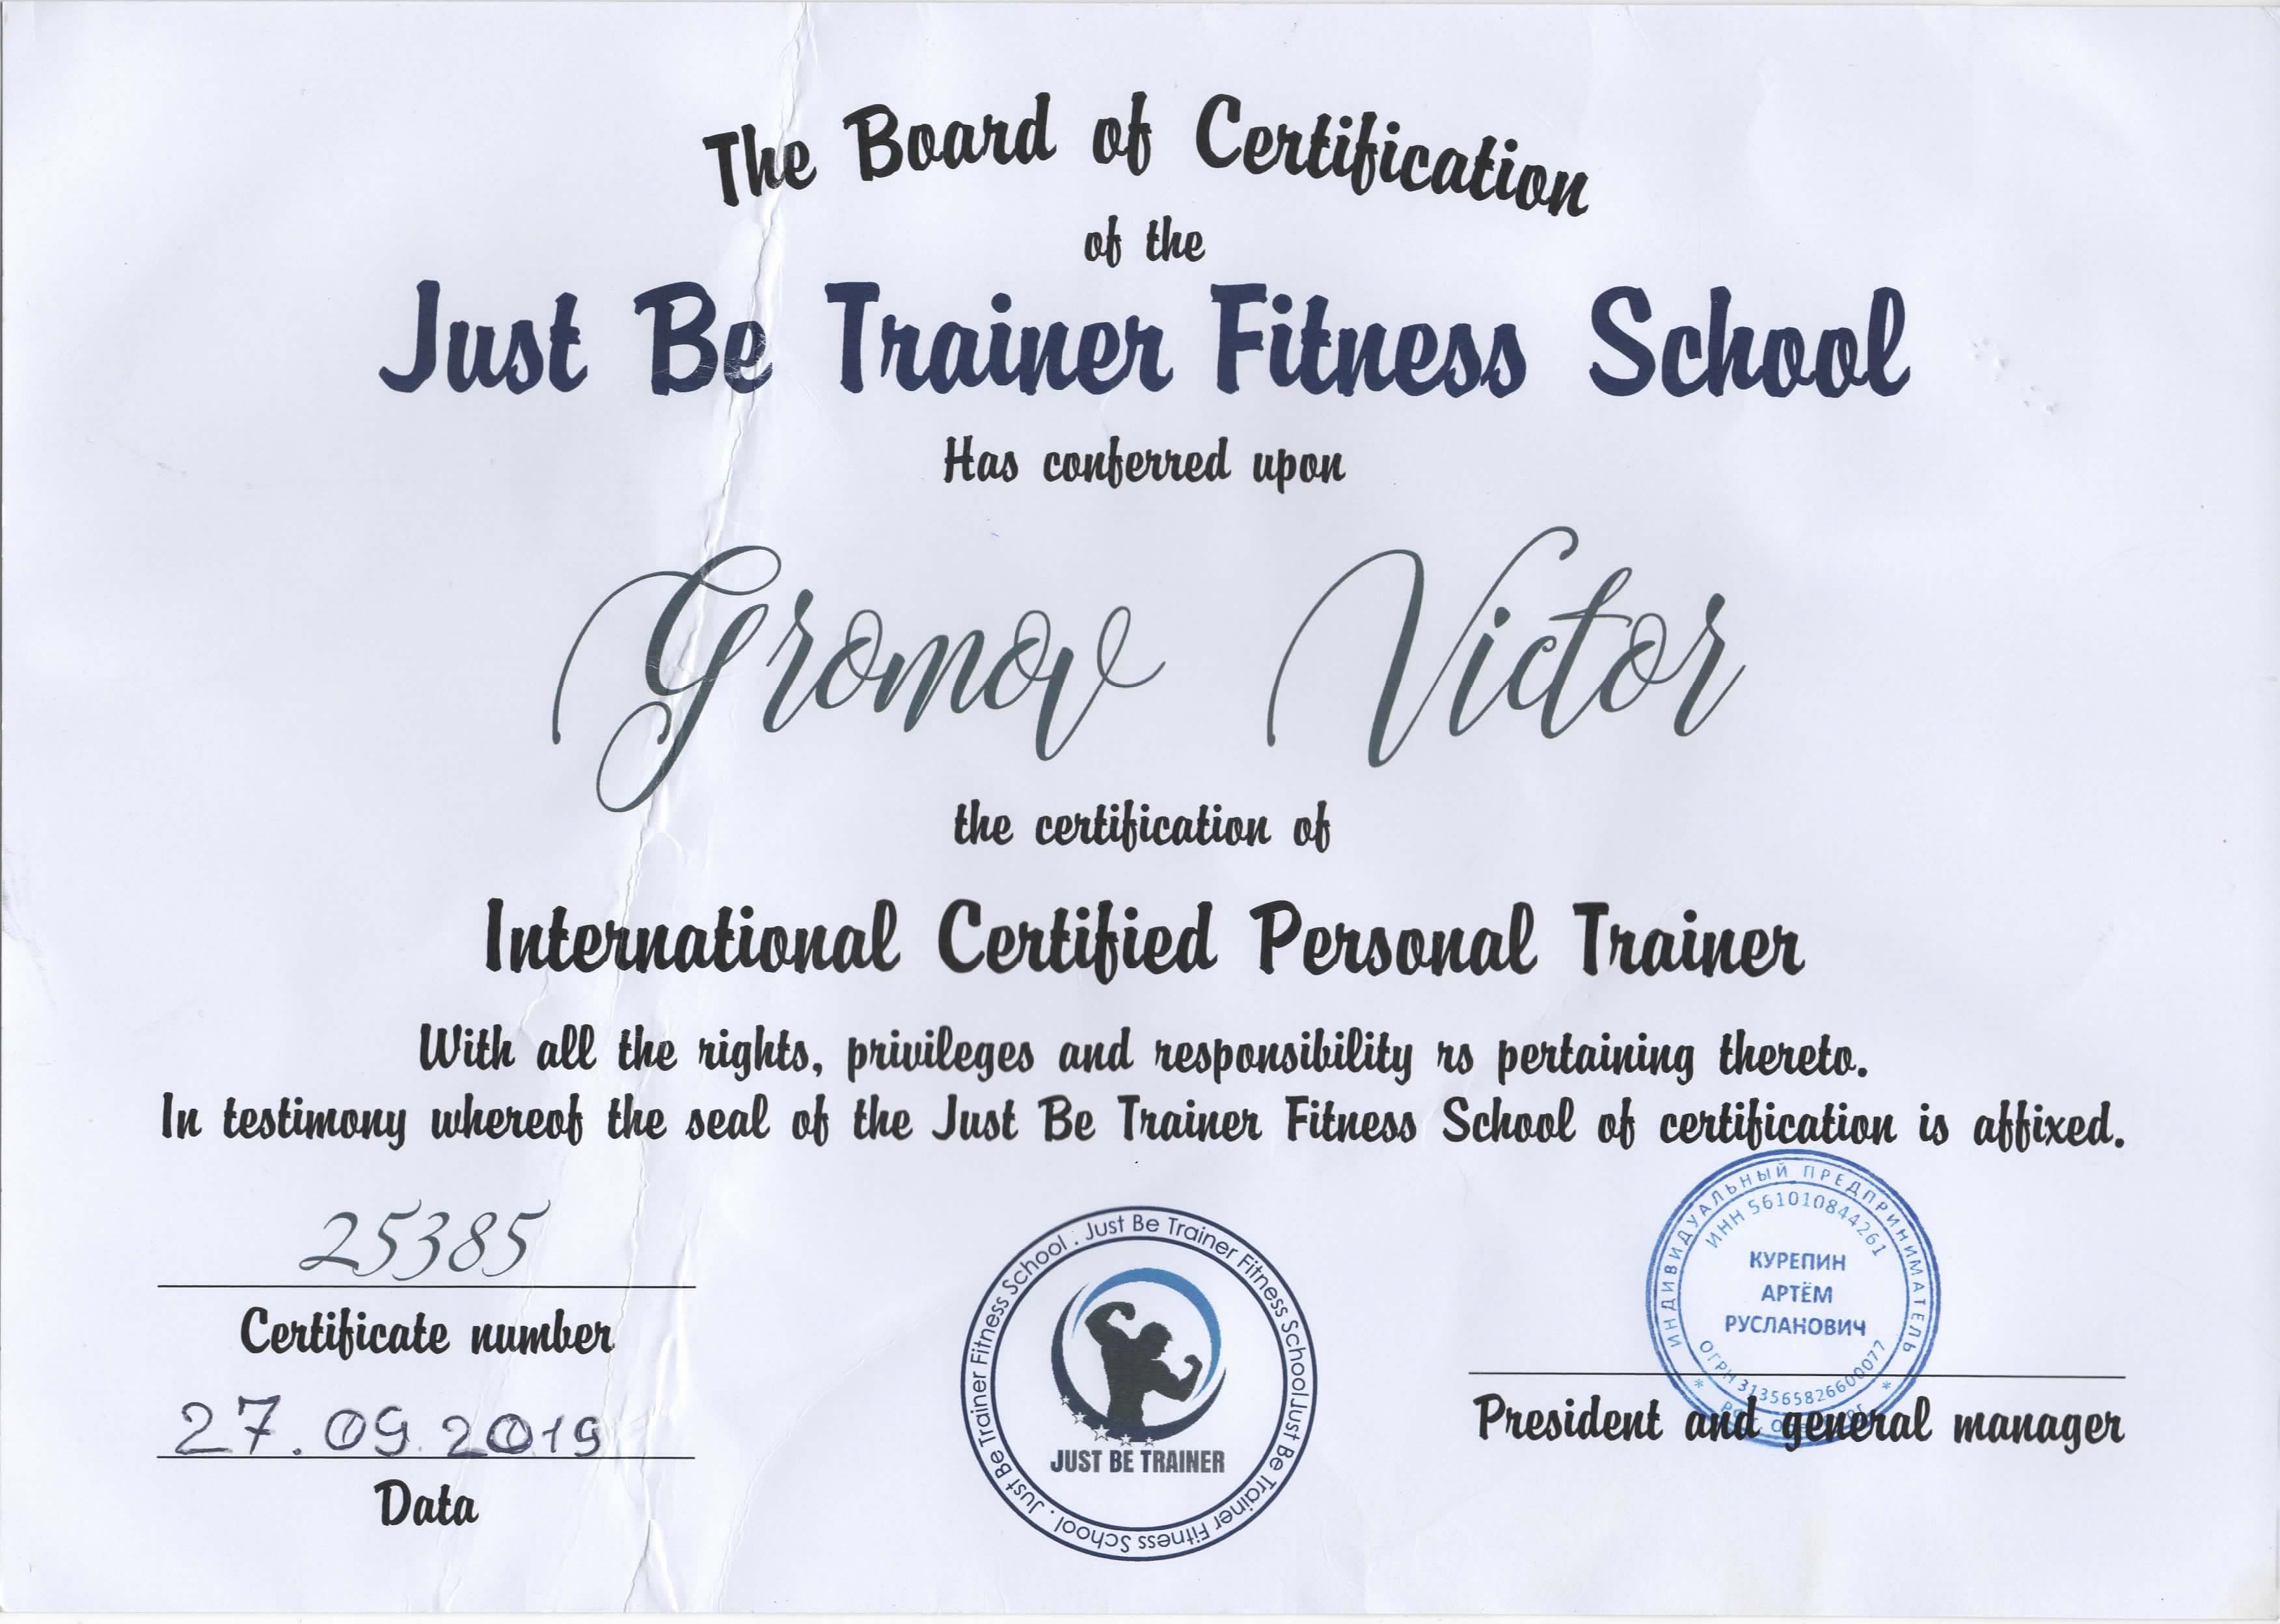 The Board of Certification
of the
Just Be Trainer Fitness School
Has conferred upon
Gromov Victor
the certification of
International Certified Personal Trainer
With all the rights, privileges and responsibility rs pertaining thereto.
In testimony whereof the seal of the Just Be Trainer Fitness School of certification is affixed.
25385
Certificate number
27.09.2019
Data
Just Be Trainer Fitness School . Just Be Trainer Fitness School . Just Be Trainer Fitness School Just Be Trainer Fitness School
JUST BE TRAINER
ИНДИВИДУАЛЬНЫЙ ПРЕДПРИНИМАТЕЛЬ
ИНН 561010844261
КУРЕПИН
АРТЁМ
РУСЛАНОВИЧ
ОГРН 313565826600077
President and general manager